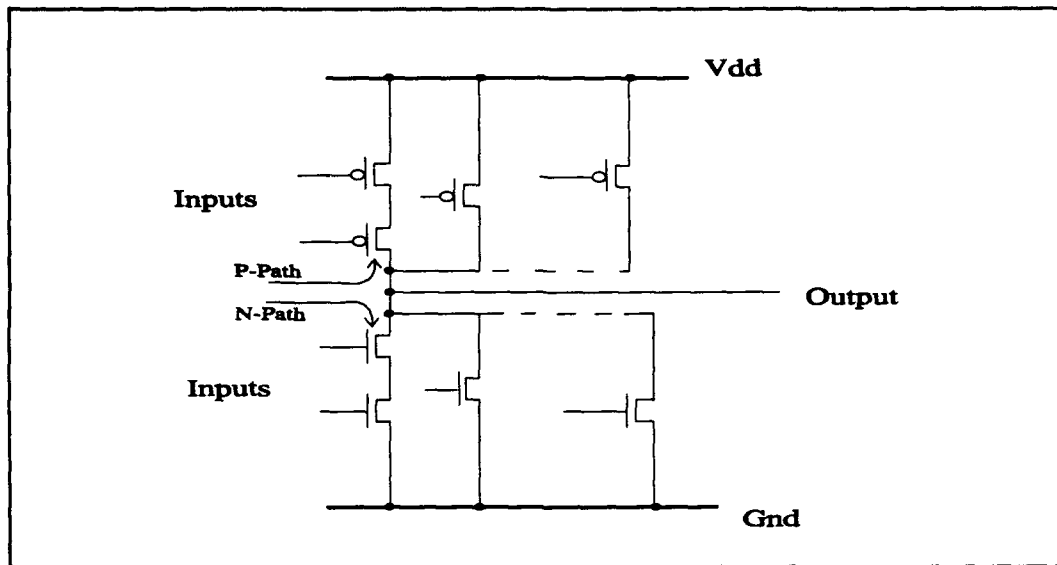 Vdd
Inputs
P-Path
Output
N-Path
Inputs
Gnd